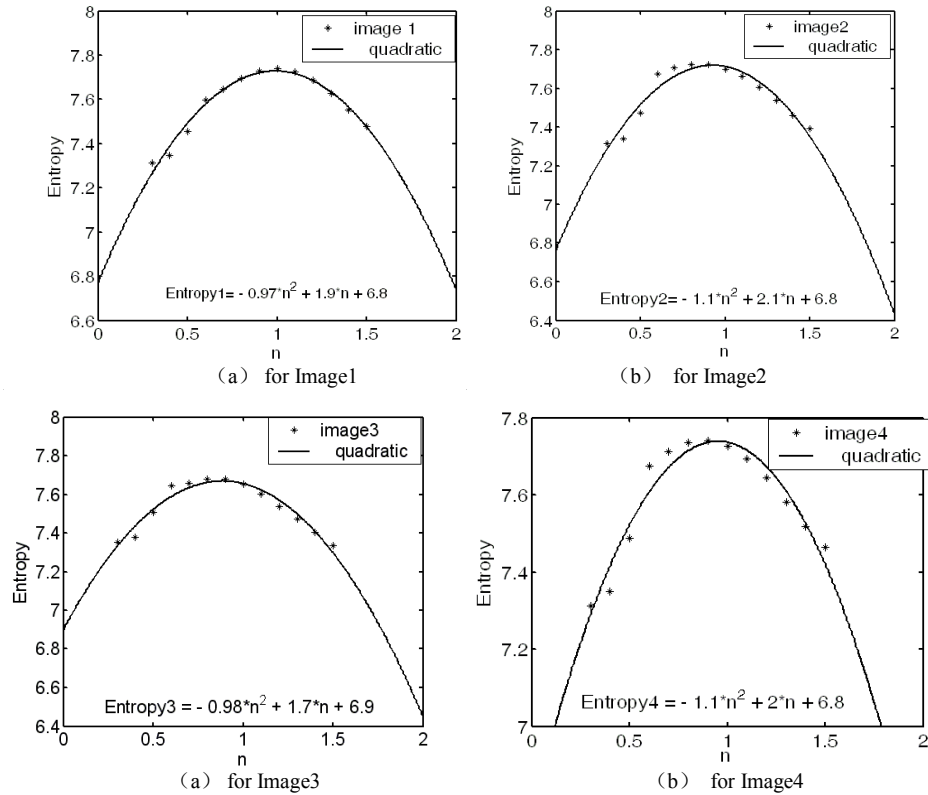 8
7.8
7.6
7.4
7.2
7
6.8
6.6
Entropy
image 1
quadratic
Entropy1= - 0.97*n² + 1.9*n + 6.8
0 0.5 1 1.5 2
n
(a) for Image1
8
7.8
7.6
7.4
7.2
7
6.8
6.6
6.4
Entropy
image2
quadratic
Entropy2= - 1.1*n² + 2.1*n + 6.8
0 0.5 1 1.5 2
n
(b) for Image2
8
7.8
7.6
7.4
7.2
7
6.8
6.6
6.4
Entropy
image3
quadratic
Entropy3 = - 0.98*n² + 1.7*n + 6.9
0 0.5 1 1.5 2
n
(a) for Image3
7.8
7.6
7.4
7.2
7
Entropy
image4
quadratic
Entropy4 = - 1.1*n² + 2*n + 6.8
0 0.5 1 1.5 2
n
(b) for Image4